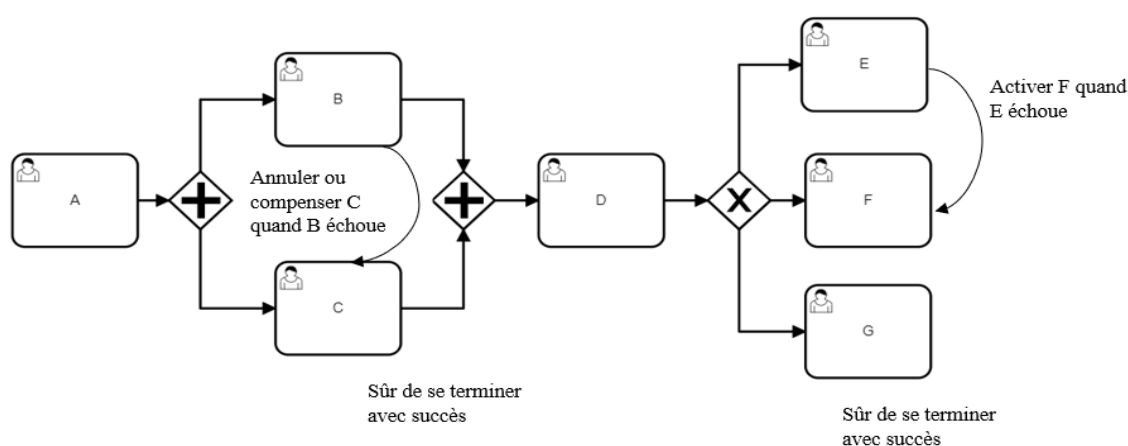 A
B
Annuler ou
compenser C
quand B échoue
C
Sûr de se terminer
avec succès
D
E
Activer F quand
E échoue
F
G
Sûr de se terminer
avec succès